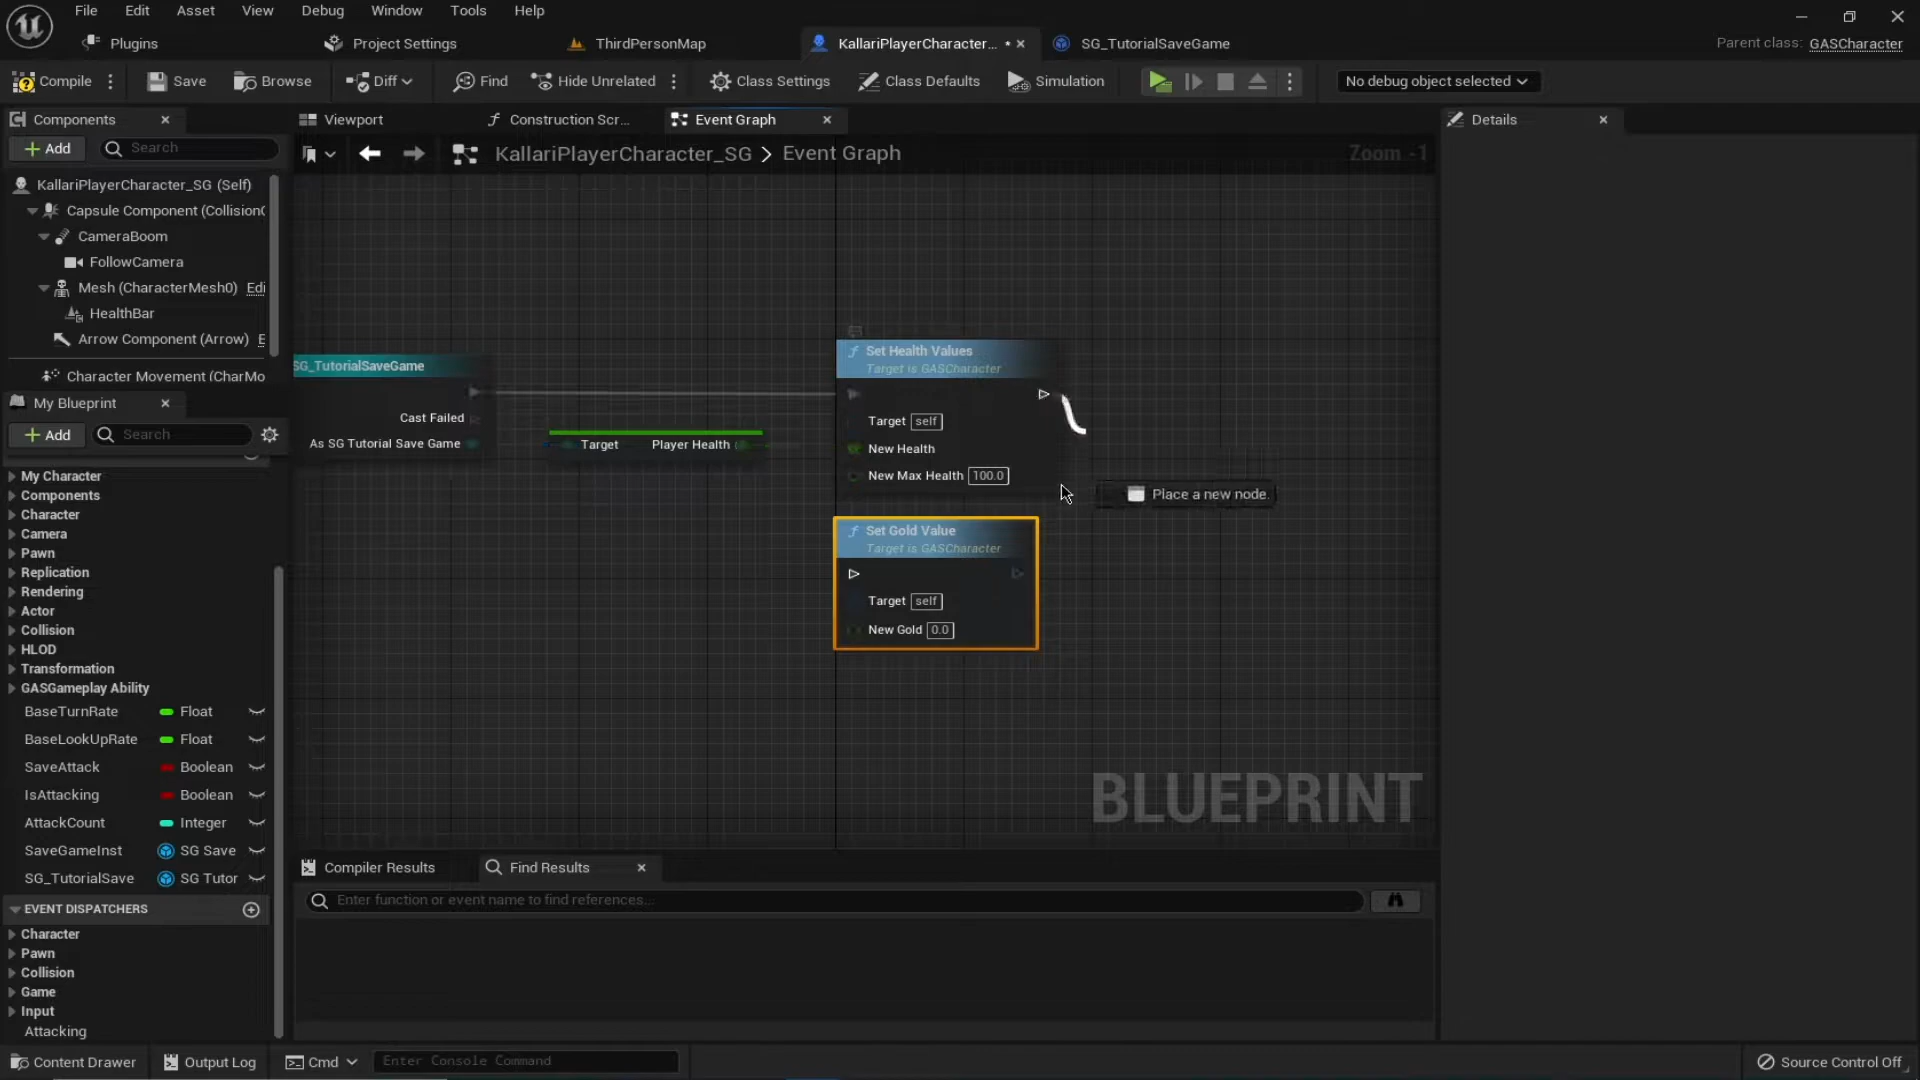 File Edit Asset View Debug Window Tools Help
Plugins Project Settings ThirdPersonMap KallariPlayerCharacter... • SG_TutorialSaveGame Parent class: GASCharacter
Compile Save Browse Diff Find Hide Unrelated Class Settings Class Defaults Simulation No debug object selected
Components Viewport Construction Scr... Event Graph Details
Add Search KallariPlayerCharacter_SG > Event Graph Zoom -1
KallariPlayerCharacter_SG (Self)
Capsule Component (CollisionC
CameraBoom
FollowCamera
Mesh (CharacterMesh0) Edi
HealthBar
Arrow Component (Arrow) E
Character Movement (CharMo
My Blueprint
Add Search
My Character
Components
Character
Camera
Pawn
Replication
Rendering
Actor
Collision
HLOD
Transformation
GASGameplay Ability
BaseTurnRate Float
BaseLookUpRate Float
SaveAttack Boolean
IsAttacking Boolean
AttackCount Integer
SaveGameInst SG Save
SG_TutorialSave SG Tutor
EVENT DISPATCHERS
Character
Pawn
Collision
Game
Input
Attacking
SG_TutorialSaveGame
Cast Failed
As SG Tutorial Save Game
Target Player Health
Set Health Values
Target is GASCharacter
Target self
New Health
New Max Health 100.0
Place a new node.
Set Gold Value
Target is GASCharacter
Target self
New Gold 0.0
BLUEPRINT
Compiler Results Find Results
Enter function or event name to find references...
Content Drawer Output Log Cmd Enter Console Command Source Control Off